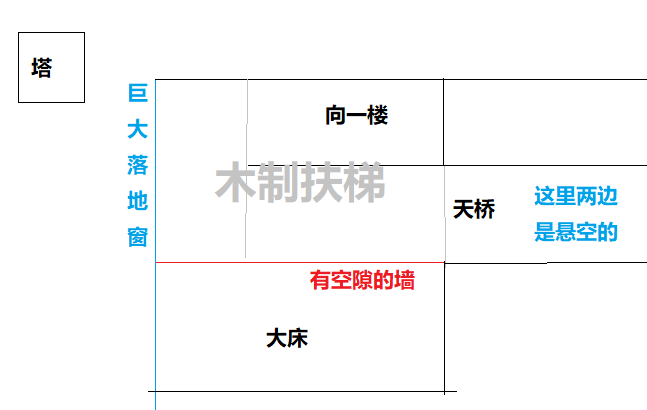 塔
巨大落地窗
向一楼
木制扶梯
天桥
这里两边
是悬空的
有空隙的墙
大床